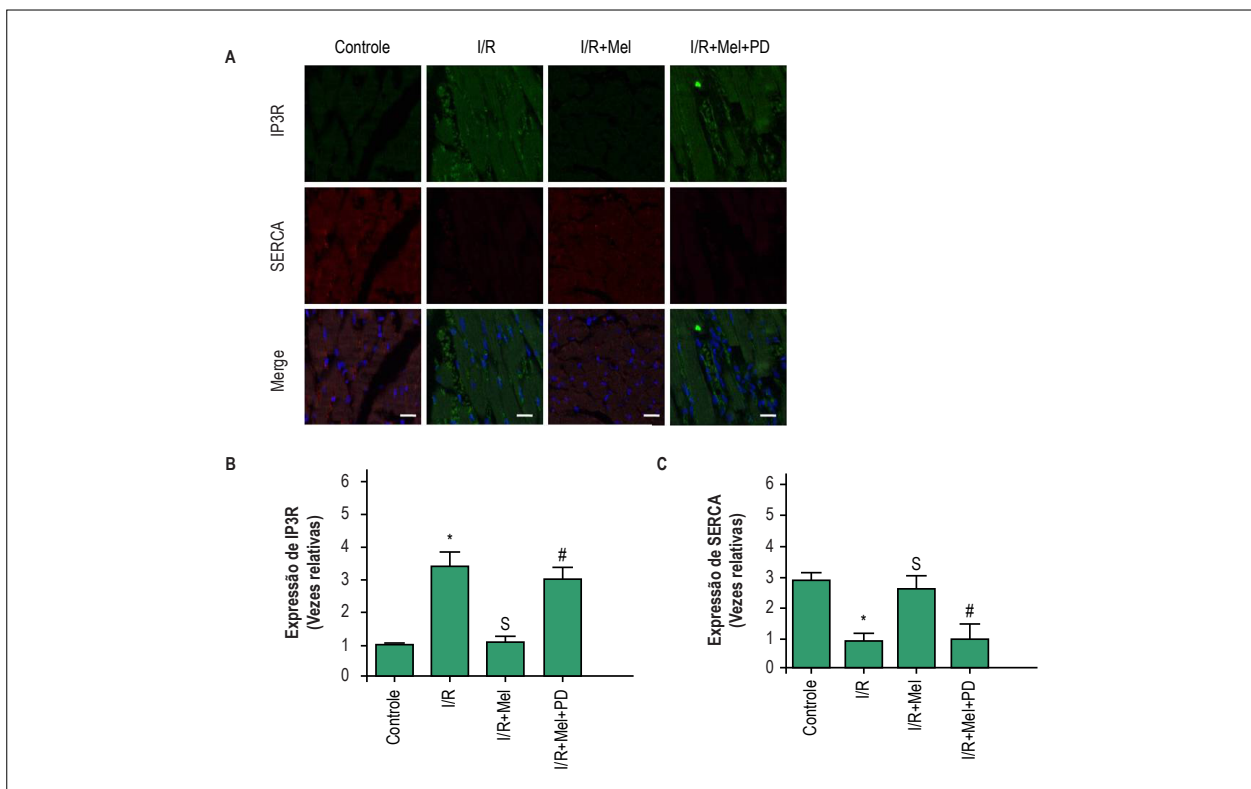 A
Controle I/R I/R+Mel I/R+Mel+PD
IP3R
SERCA
Merge
B
Expressão de IP3R
(Vezes relativas)
6
5
4
3
2
1
0
* S #
Controle
I/R
I/R+Mel
I/R+Mel+PD
C
Expressão de SERCA
(Vezes relativas)
6
5
4
3
2
1
0
* S #
Controle
I/R
I/R+Mel
I/R+Mel+PD